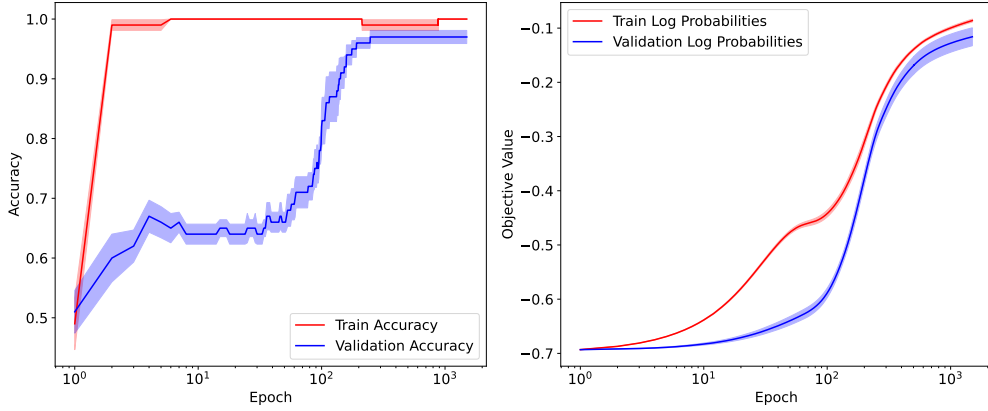 1.0
0.9
0.8
0.7
0.6
0.5
Accuracy
10⁰
10¹
10²
10³
Epoch
Train Accuracy
Validation Accuracy
−0.1
−0.2
−0.3
−0.4
−0.5
−0.6
−0.7
Objective Value
10⁰
10¹
10²
10³
Epoch
Train Log Probabilities
Validation Log Probabilities